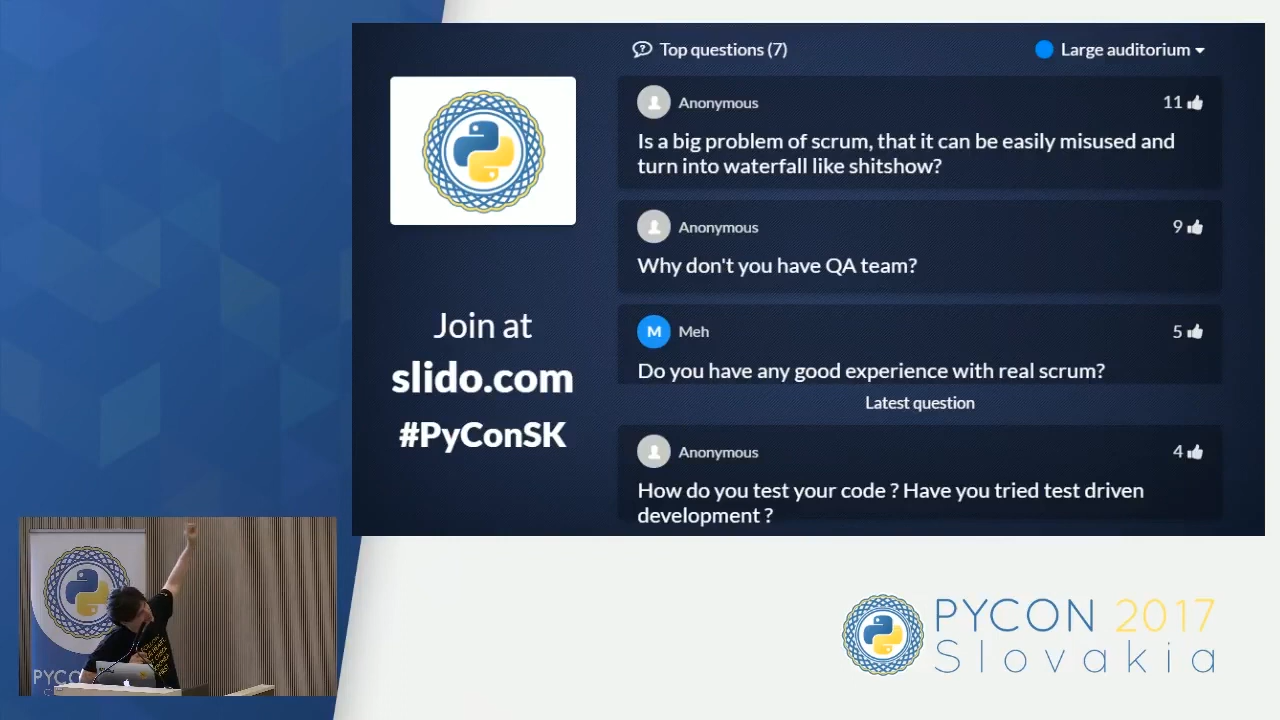 Top questions (7)
Large auditorium
Anonymous
11
Is a big problem of scrum, that it can be easily misused and
turn into waterfall like shitshow?
Anonymous
9
Why don't you have QA team?
M
Meh
5
Do you have any good experience with real scrum?
Latest question
Anonymous
4
How do you test your code ? Have you tried test driven
development ?
Join at
slido.com
#PyConSK
PYCO
PYCON 2017
Slovakia